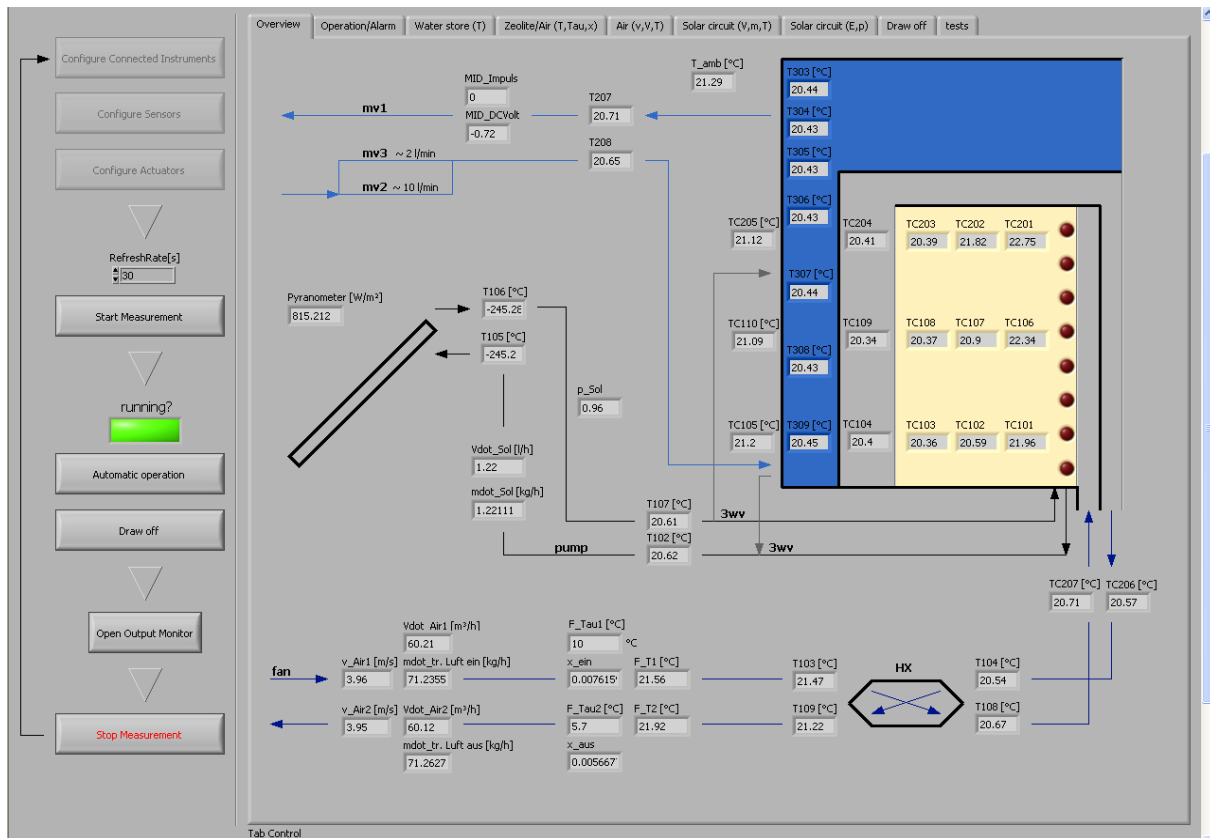 Overview
Operation/Alarm
Water store (T)
Zeolite/Air (T,Tau,x)
Air (v,V,T)
Solar circuit (V,m,T)
Solar circuit (E,p)
Draw off
tests
Configure Connected Instruments
Configure Sensors
Configure Actuators
RefreshRate[s]
30
Start Measurement
running?
Automatic operation
Draw off
Open Output Monitor
Stop Measurement
T_amb [°C]
21.29
MID_Impuls
0
MID_DCVolt
-0.72
mv1
T207
20.71
T208
20.65
mv3 ~ 2 l/min
mv2 ~ 10 l/min
T303 [°C]
20.44
T304 [°C]
20.43
T305 [°C]
20.43
T306 [°C]
20.43
T307 [°C]
20.44
T308 [°C]
20.43
T309 [°C]
20.45
TC205 [°C]
21.12
TC204
20.41
TC203
20.39
TC202
21.82
TC201
22.75
TC110 [°C]
21.09
TC109
20.34
TC108
20.37
TC107
20.9
TC106
22.34
TC105 [°C]
21.2
TC104
20.4
TC103
20.36
TC102
20.59
TC101
21.96
Pyranometer [W/m²]
815.212
T106 [°C]
-245.28
T105 [°C]
-245.2
p_Sol
0.96
Vdot_Sol [l/h]
1.22
mdot_Sol [kg/h]
1.22111
T107 [°C]
20.61
T102 [°C]
20.62
3wv
pump
3wv
TC207 [°C]
20.71
TC206 [°C]
20.57
fan
v_Air1 [m/s]
3.96
Vdot_Air1 [m³/h]
60.21
mdot_tr. Luft ein [kg/h]
71.2355
F_Tau1 [°C]
10 °C
x_ein
0.007615
F_T1 [°C]
21.56
T103 [°C]
21.47
HX
T104 [°C]
20.54
v_Air2 [m/s]
3.95
Vdot_Air2 [m³/h]
60.12
mdot_tr. Luft aus [kg/h]
71.2627
F_Tau2 [°C]
5.7
x_aus
0.005667
F_T2 [°C]
21.92
T109 [°C]
21.22
T108 [°C]
20.67
Tab Control